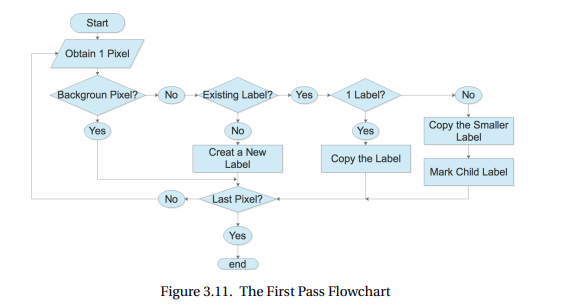 Start
Obtain 1 Pixel
Backgroun Pixel?
No
Existing Label?
Yes
1 Label?
No
Yes
No
Yes
Copy the Smaller
Label
Creat a New
Label
Copy the Label
Mark Child Label
No
Last Pixel?
Yes
end
Figure 3.11. The First Pass Flowchart